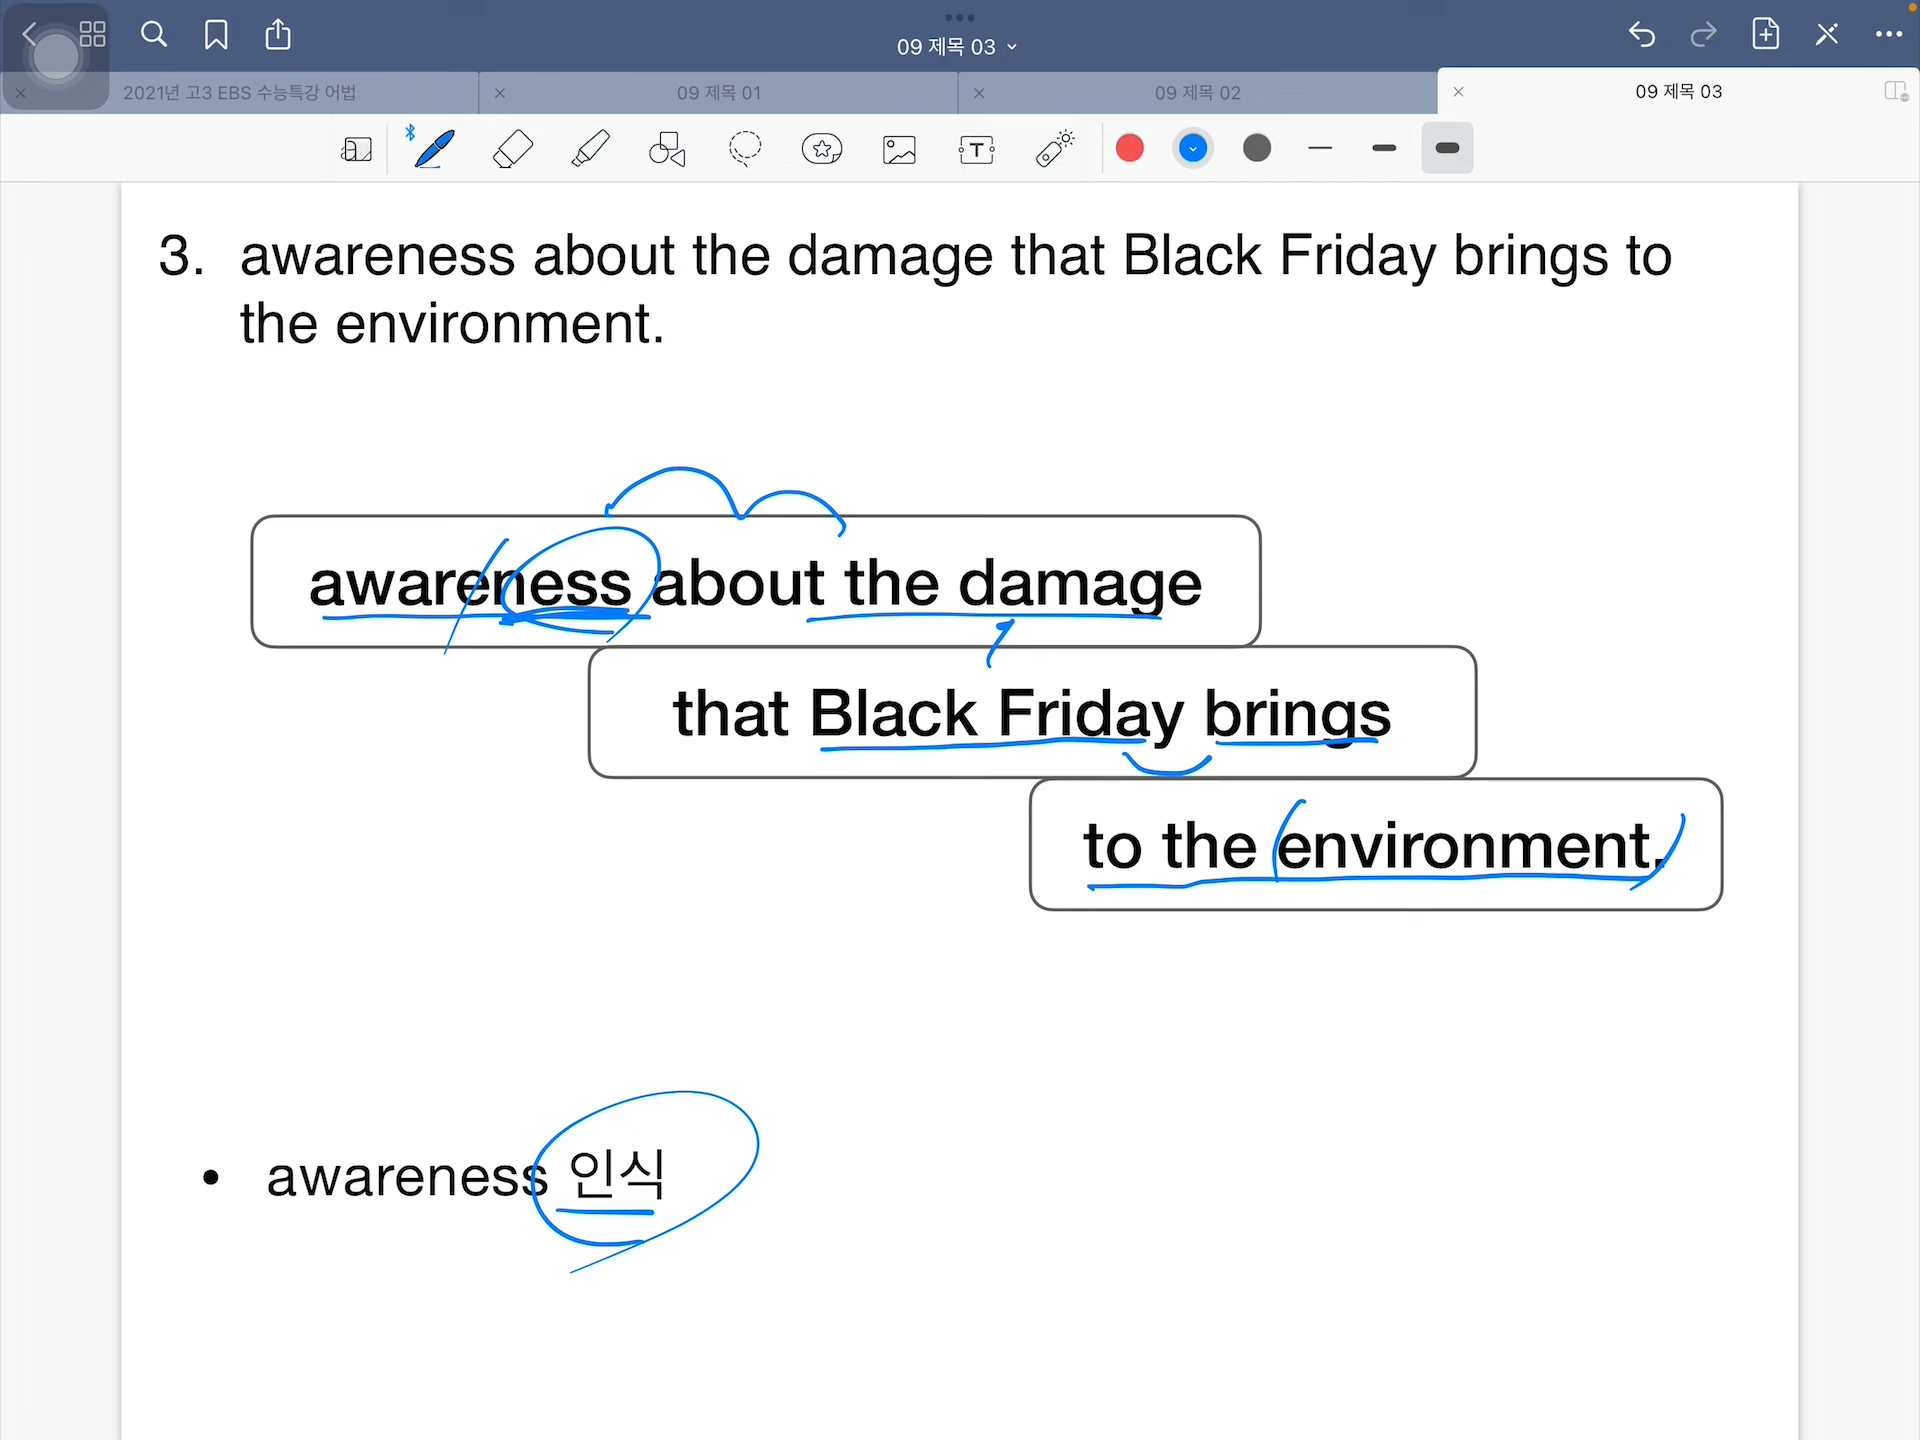 09 제목 03
2021년 고3 EBS 수능특강 어법
09 제목 01
09 제목 02
09 제목 03
3. awareness about the damage that Black Friday brings to
the environment.
awareness about the damage
that Black Friday brings
to the environment.
• awareness 인식